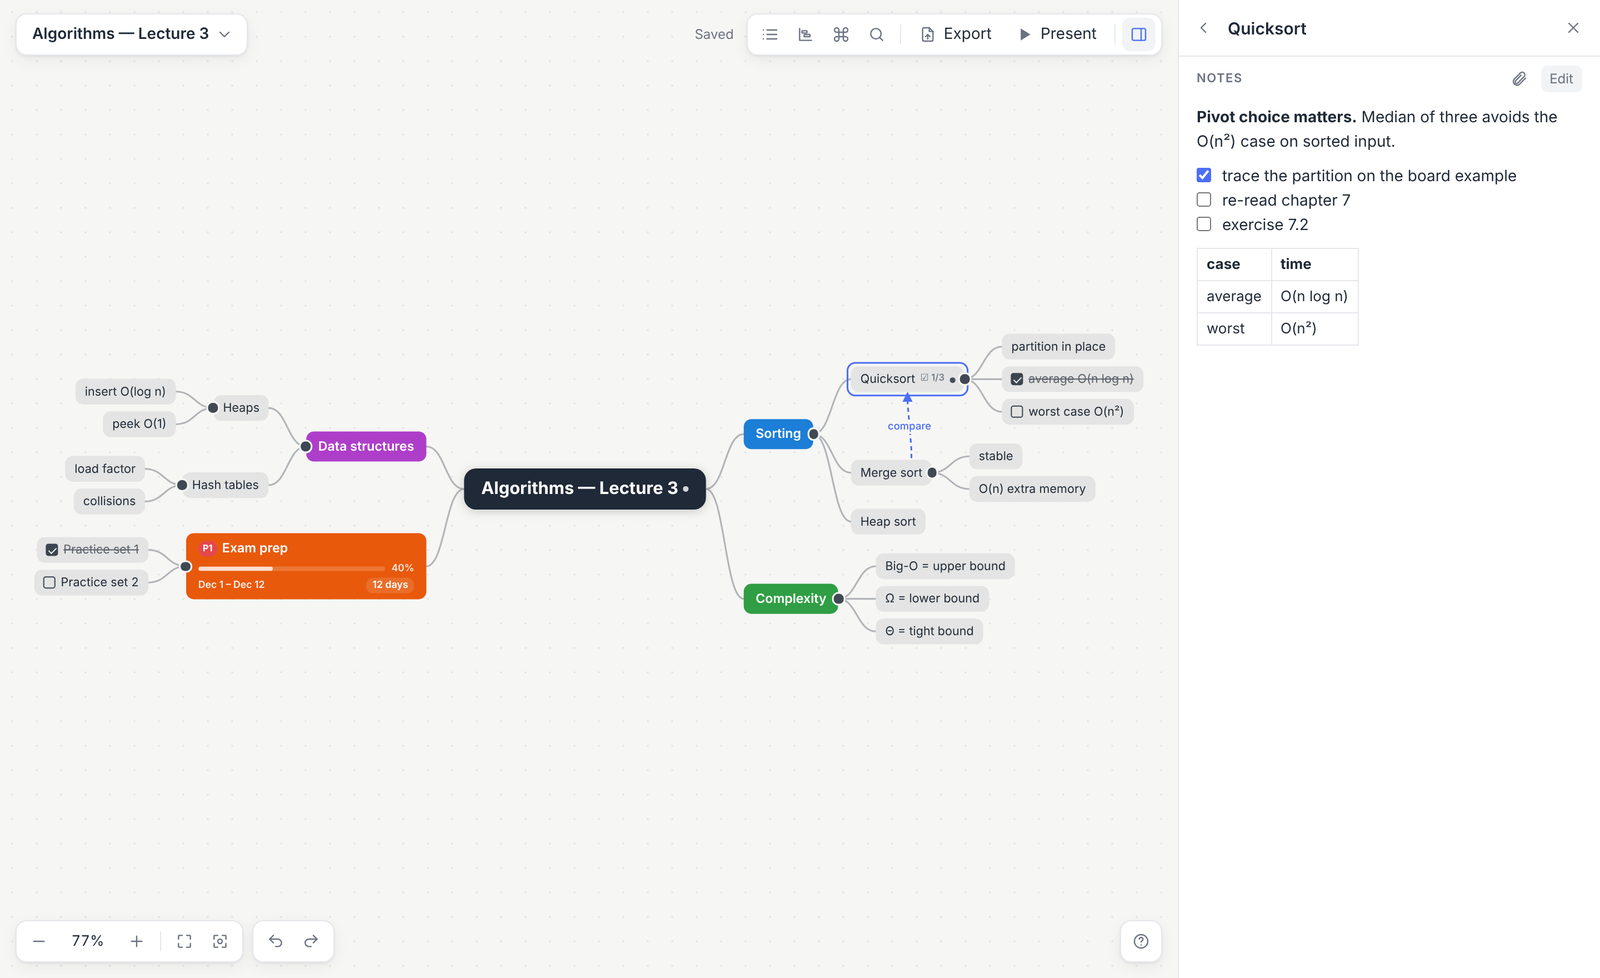 Algorithms — Lecture 3
Saved
Export
Present
Quicksort
NOTES
Edit
Pivot choice matters. Median of three avoids the
O(n²) case on sorted input.
trace the partition on the board example
re-read chapter 7
exercise 7.2
case time
average O(n log n)
worst O(n²)
insert O(log n)
peek O(1)
Heaps
load factor
collisions
Hash tables
Data structures
Practice set 1
Practice set 2
P1 Exam prep
40%
Dec 1 – Dec 12
12 days
Algorithms — Lecture 3
Sorting
Quicksort 1/3
partition in place
average O(n log n)
worst case O(n²)
compare
Merge sort
stable
O(n) extra memory
Heap sort
Complexity
Big-O = upper bound
Ω = lower bound
Θ = tight bound
77%